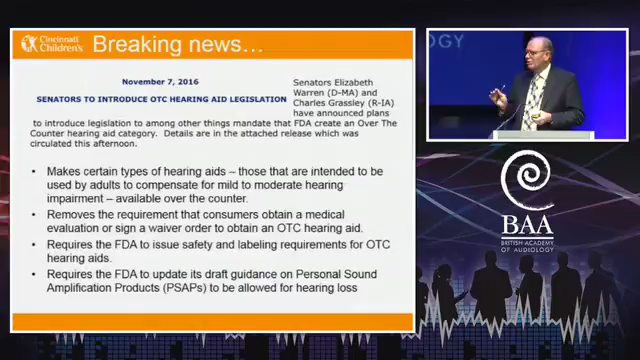 Cincinnati
Children's
Breaking news…
November 7, 2016
SENATORS TO INTRODUCE OTC HEARING AID LEGISLATION
Senators Elizabeth
Warren (D-MA) and
Charles Grassley (R-IA)
have announced plans
to introduce legislation to among other things mandate that FDA create an Over The
Counter hearing aid category. Details are in the attached release which was
circulated this afternoon.
• Makes certain types of hearing aids – those that are intended to be
used by adults to compensate for mild to moderate hearing
impairment – available over the counter.
• Removes the requirement that consumers obtain a medical
evaluation or sign a waiver order to obtain an OTC hearing aid.
• Requires the FDA to issue safety and labeling requirements for OTC
hearing aids.
• Requires the FDA to update its draft guidance on Personal Sound
Amplification Products (PSAPs) to be allowed for hearing loss
OLOGY
BAA
BRITISH ACADEMY
OF AUDIOLOGY